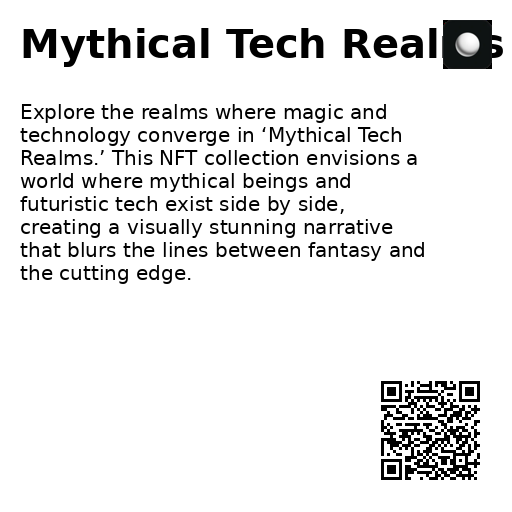 Mythical Tech Realms
Explore the realms where magic and
technology converge in ‘Mythical Tech
Realms.’ This NFT collection envisions a
world where mythical beings and
futuristic tech exist side by side,
creating a visually stunning narrative
that blurs the lines between fantasy and
the cutting edge.